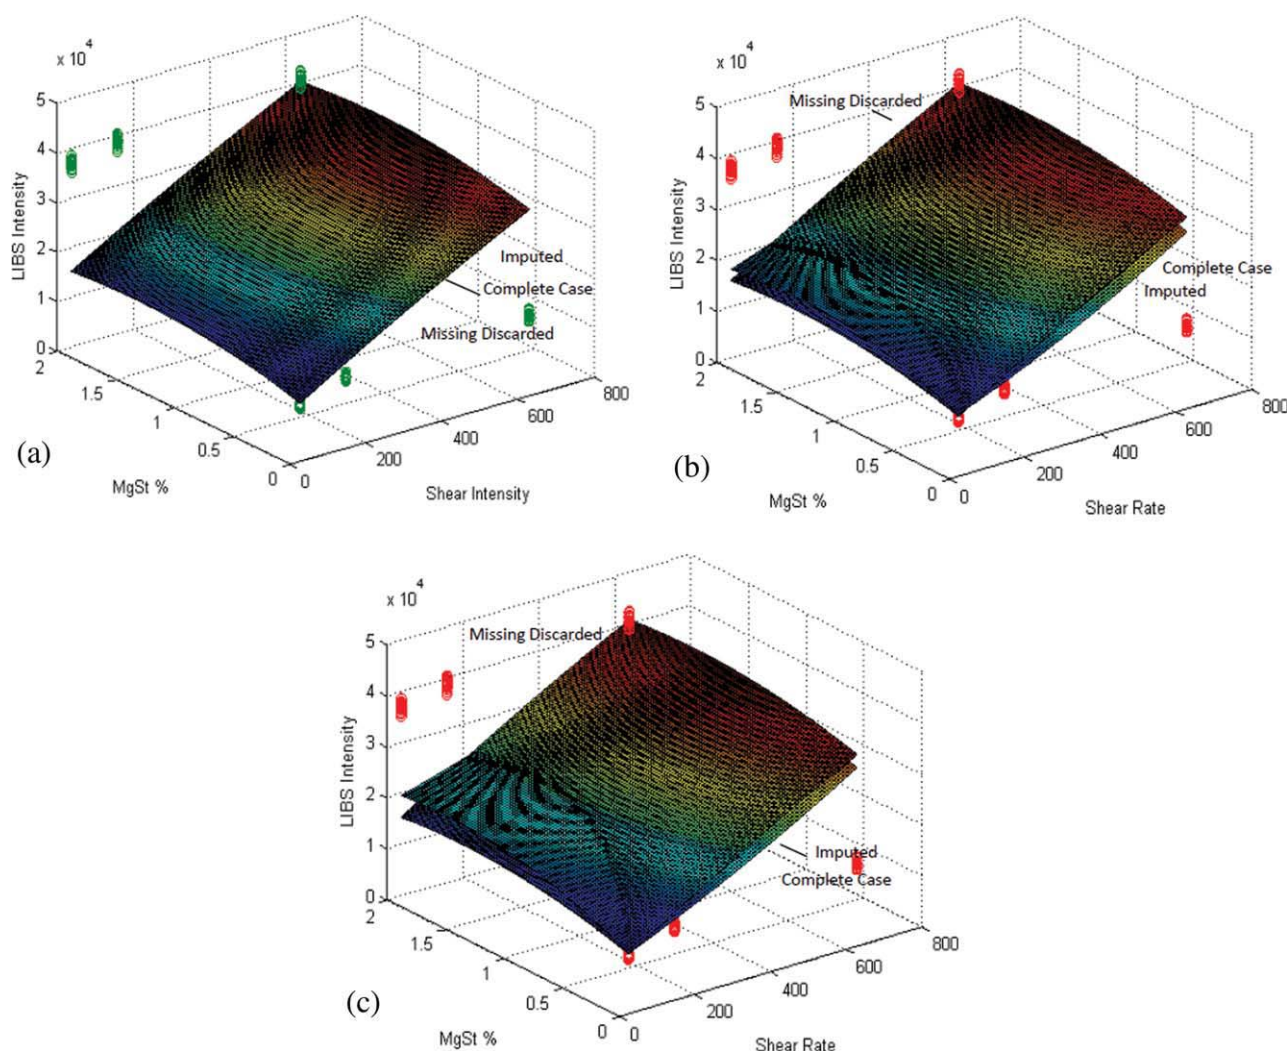 (a)
x 10^4
5
4
3
2
1
0
LIBS Intensity
2
1.5
1
0.5
0
MgSt %
0
200
400
600
800
Shear Intensity
Imputed
Complete Case
Missing Discarded
(b)
x 10^4
5
4
3
2
1
0
LIBS Intensity
2
1.5
1
0.5
0
MgSt %
0
200
400
600
800
Shear Rate
Missing Discarded
Complete Case
Imputed
(c)
x 10^4
5
4
3
2
1
0
LIBS Intensity
2
1.5
1
0.5
0
MgSt %
0
200
400
600
800
Shear Rate
Missing Discarded
Imputed
Complete Case